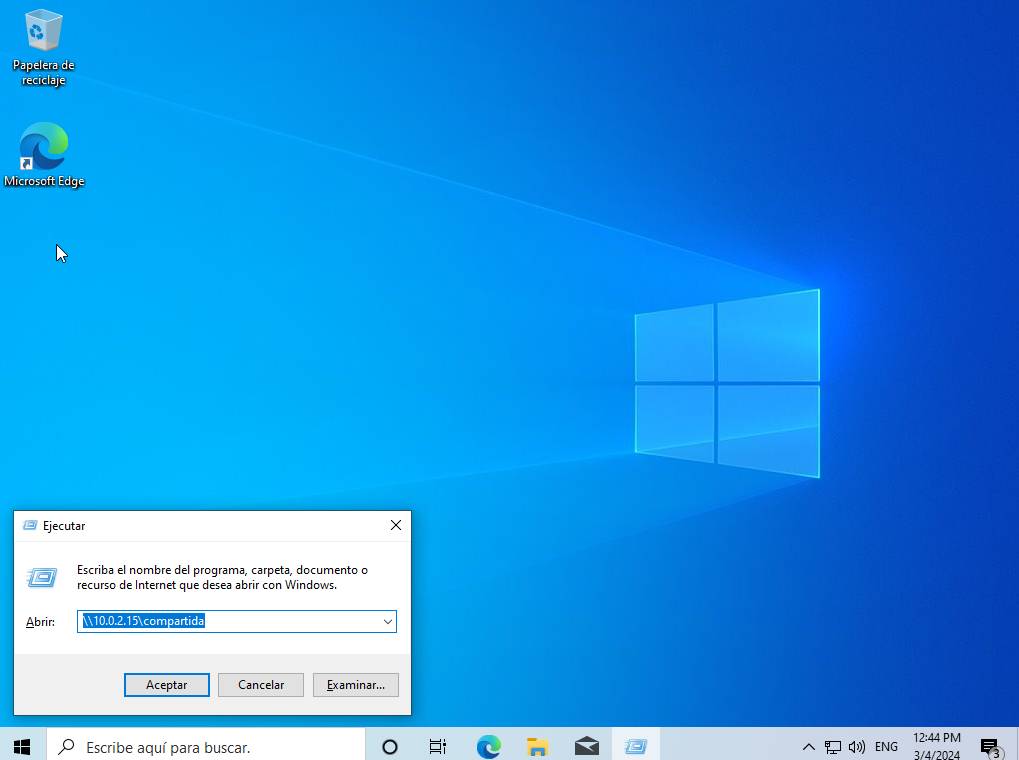 Papelera de
reciclaje
Microsoft Edge
Ejecutar
Escriba el nombre del programa, carpeta, documento o
recurso de Internet que desea abrir con Windows.
Abrir: \\10.0.2.15\compartida
Aceptar Cancelar Examinar...
Escribe aquí para buscar.
ENG
12:44 PM
3/4/2024
3